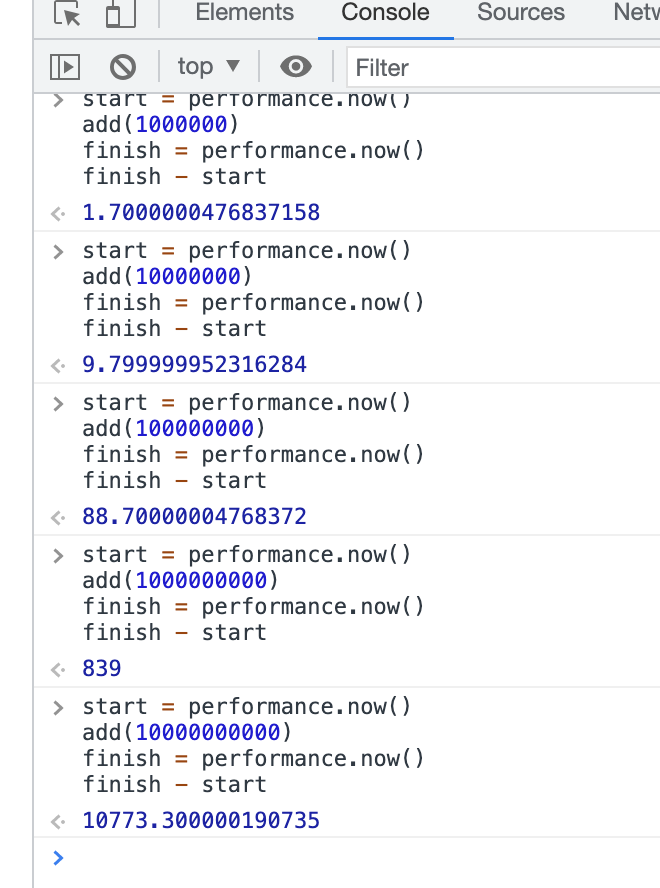 Elements Console Sources Netw
top ▼ Filter
> start = performance.now()
add(1000000)
finish = performance.now()
finish - start
<· 1.7000000476837158
> start = performance.now()
add(10000000)
finish = performance.now()
finish - start
<· 9.799999952316284
> start = performance.now()
add(100000000)
finish = performance.now()
finish - start
<· 88.70000004768372
> start = performance.now()
add(1000000000)
finish = performance.now()
finish - start
<· 839
> start = performance.now()
add(10000000000)
finish = performance.now()
finish - start
<· 10773.300000190735
>